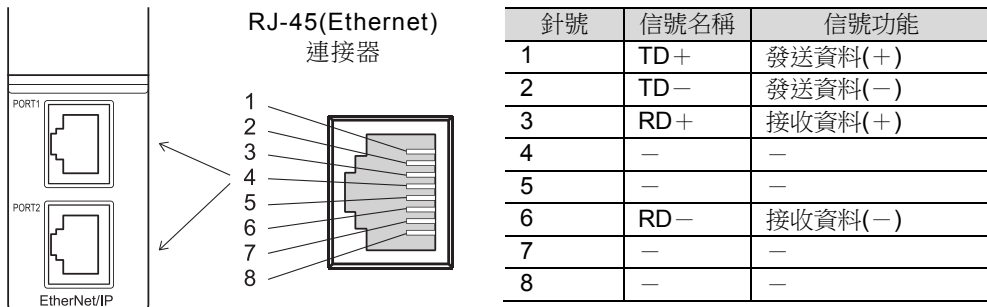 PORT1
PORT2
EtherNet/IP
RJ-45(Ethernet)
連接器
1
2
3
4
5
6
7
8
針號 信號名稱 信號功能
1 TD＋ 發送資料(＋)
2 TD－ 發送資料(－)
3 RD＋ 接收資料(＋)
4 － －
5 － －
6 RD－ 接收資料(－)
7 － －
8 － －